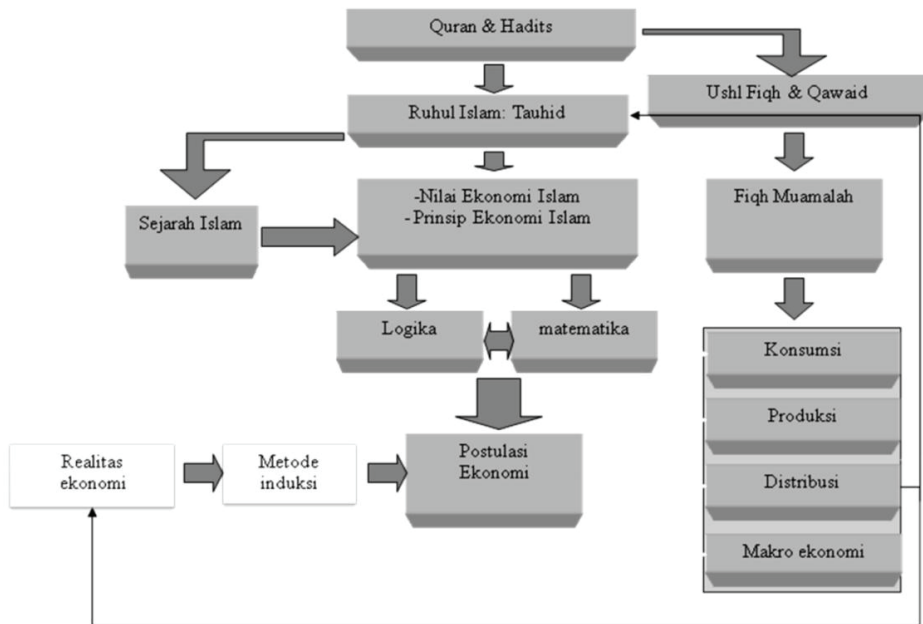 Quran & Hadits
Ushl Fiqh & Qawaid
Ruhul Islam: Tauhid
Sejarah Islam
-Nilai Ekonomi Islam
-Prinsip Ekonomi Islam
Fiqh Muamalah
Logika
matematika
Konsumsi
Produksi
Distribusi
Makro ekonomi
Realitas
ekonomi
Metode
induksi
Postulasi
Ekonomi